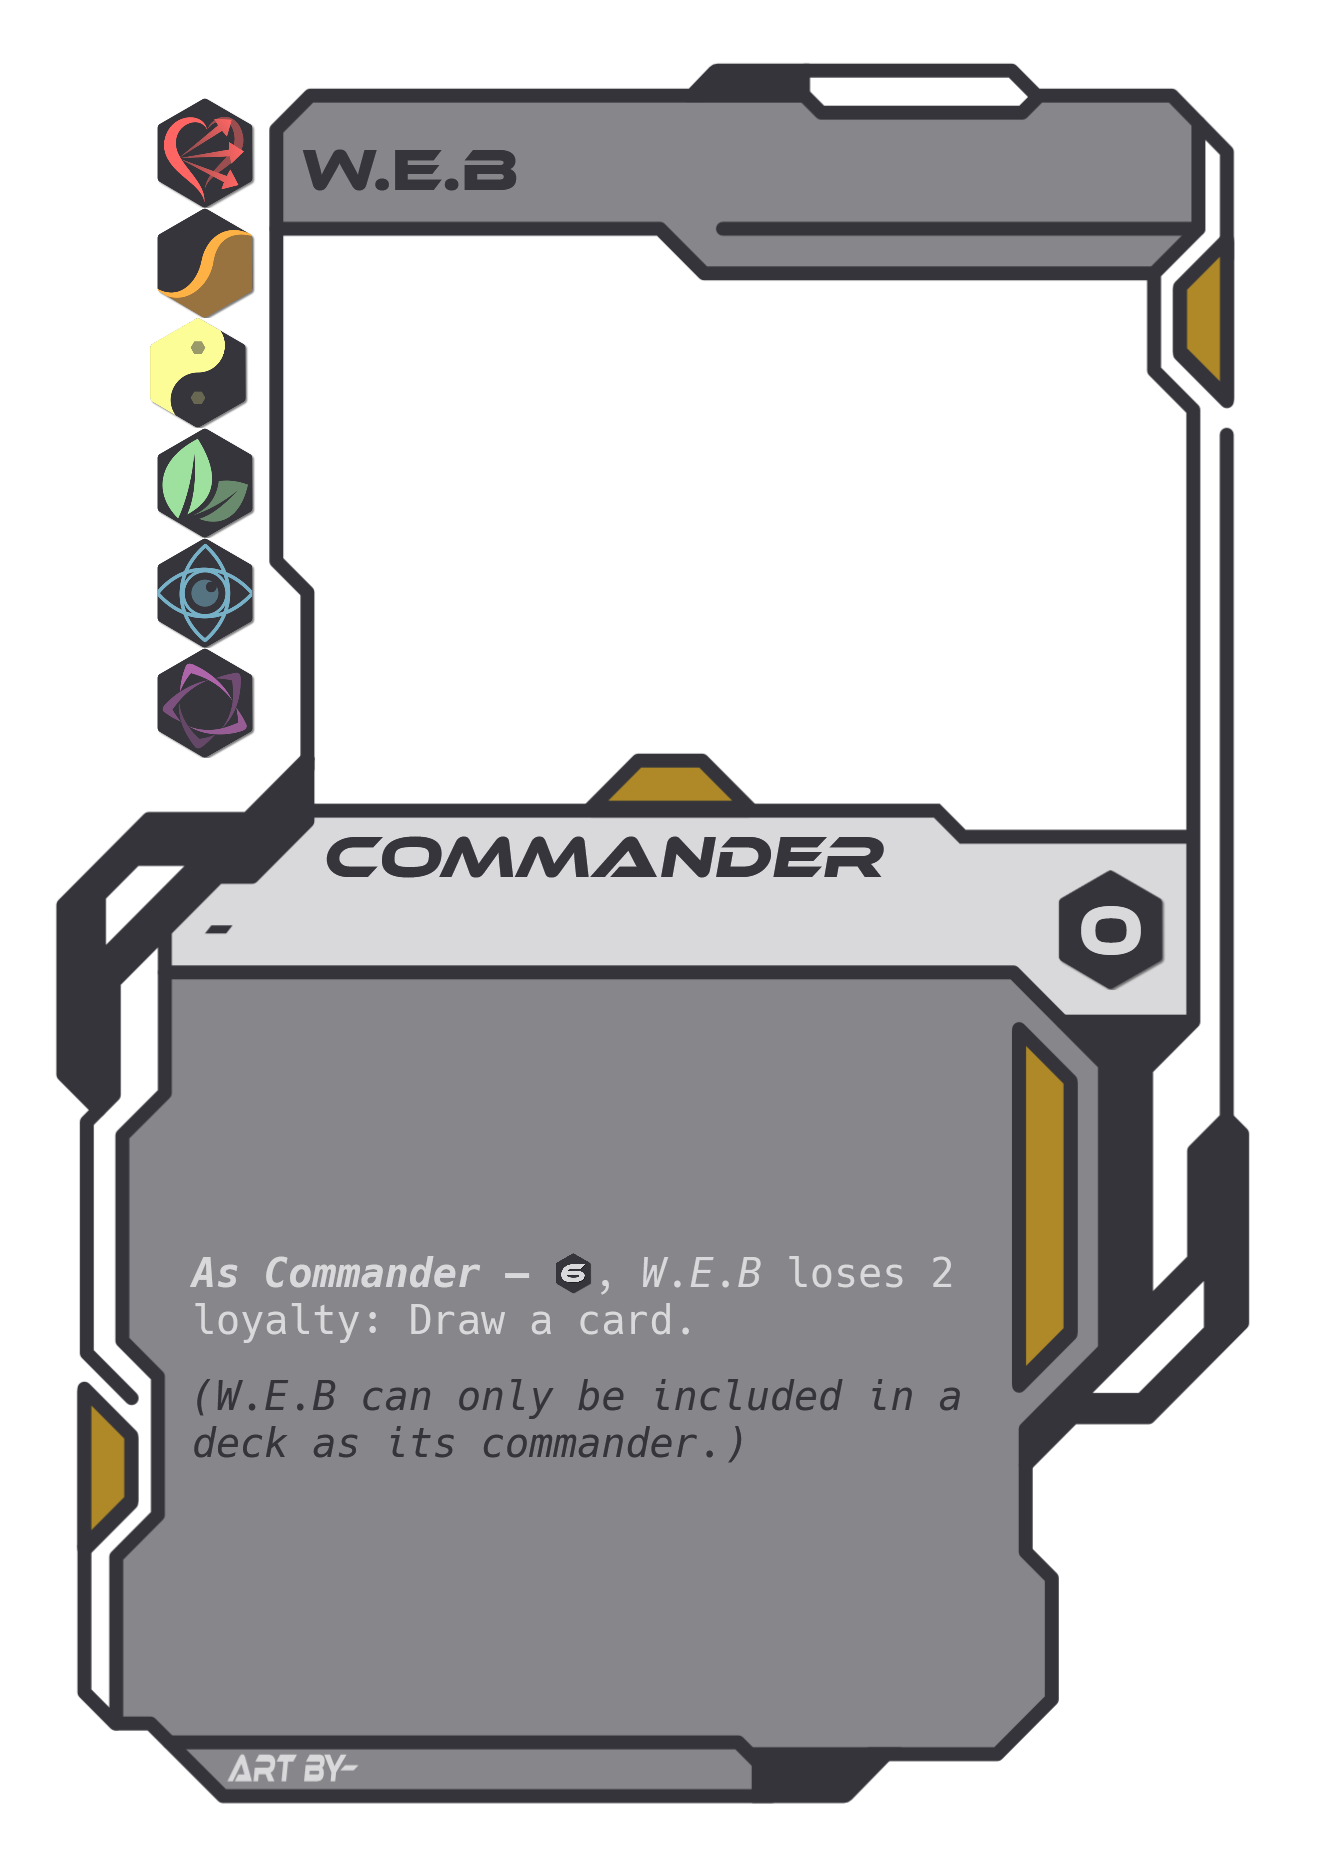 W.E.B
COMMANDER
-
0
As Commander – 6, W.E.B loses 2
loyalty: Draw a card.
(W.E.B can only be included in a
deck as its commander.)
ART BY-